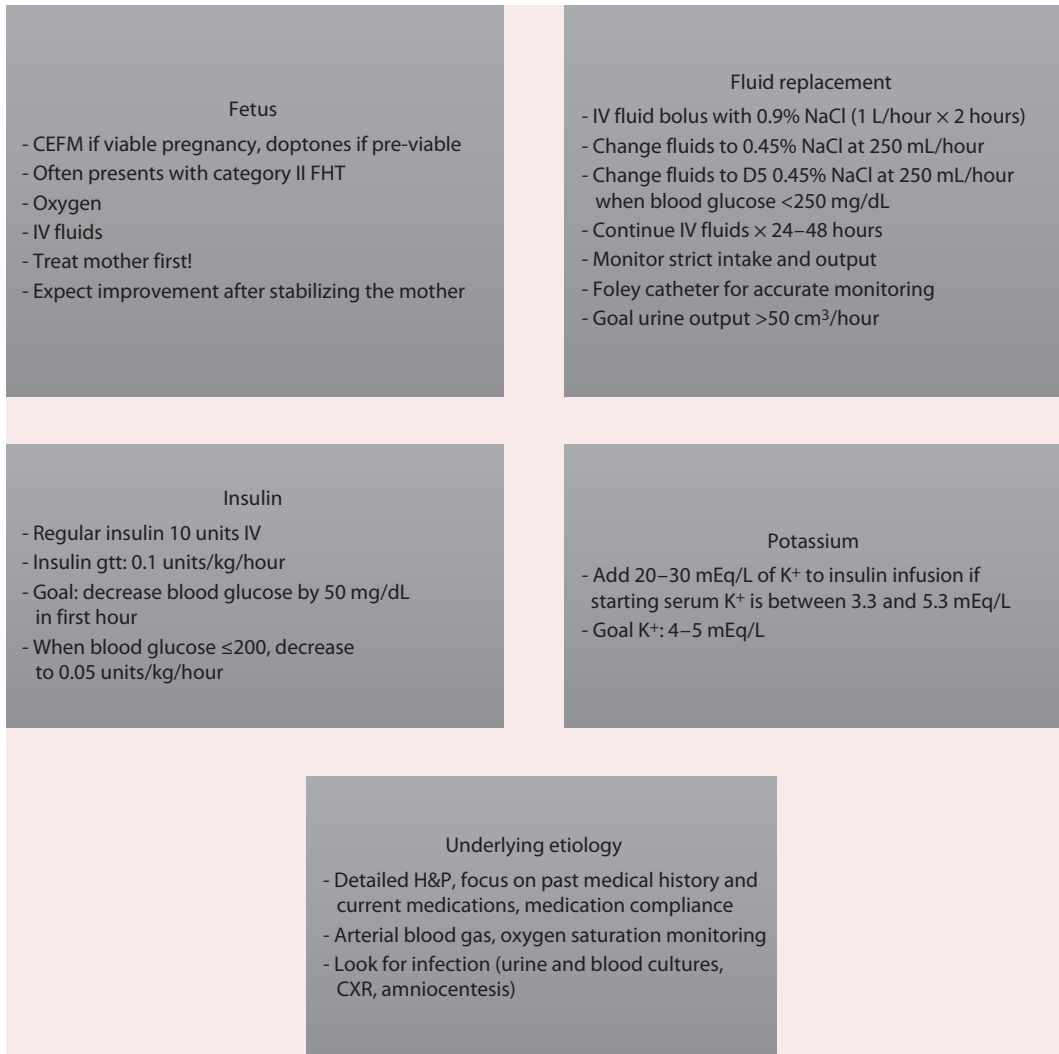 Fetus
- CEFM if viable pregnancy, doptones if pre-viable
- Often presents with category II FHT
- Oxygen
- IV fluids
- Treat mother first!
- Expect improvement after stabilizing the mother
Fluid replacement
- IV fluid bolus with 0.9% NaCl (1 L/hour × 2 hours)
- Change fluids to 0.45% NaCl at 250 mL/hour
- Change fluids to D5 0.45% NaCl at 250 mL/hour
when blood glucose <250 mg/dL
- Continue IV fluids × 24–48 hours
- Monitor strict intake and output
- Foley catheter for accurate monitoring
- Goal urine output >50 cm³/hour
Insulin
- Regular insulin 10 units IV
- Insulin gtt: 0.1 units/kg/hour
- Goal: decrease blood glucose by 50 mg/dL
in first hour
- When blood glucose ≤200, decrease
to 0.05 units/kg/hour
Potassium
- Add 20–30 mEq/L of K⁺ to insulin infusion if
starting serum K⁺ is between 3.3 and 5.3 mEq/L
- Goal K⁺: 4–5 mEq/L
Underlying etiology
- Detailed H&P, focus on past medical history and
current medications, medication compliance
- Arterial blood gas, oxygen saturation monitoring
- Look for infection (urine and blood cultures,
CXR, amniocentesis)